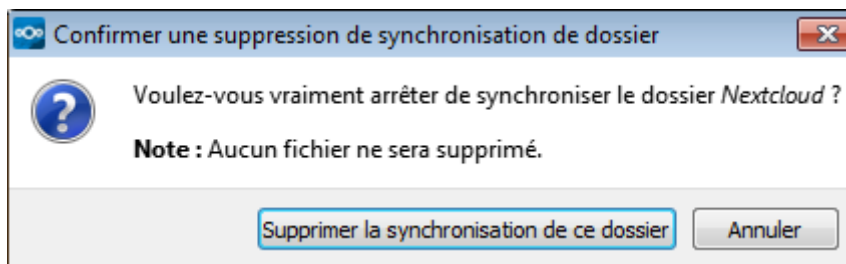 Confirmer une suppression de synchronisation de dossier
Voulez-vous vraiment arrêter de synchroniser le dossier Nextcloud ?
Note : Aucun fichier ne sera supprimé.
Supprimer la synchronisation de ce dossier Annuler